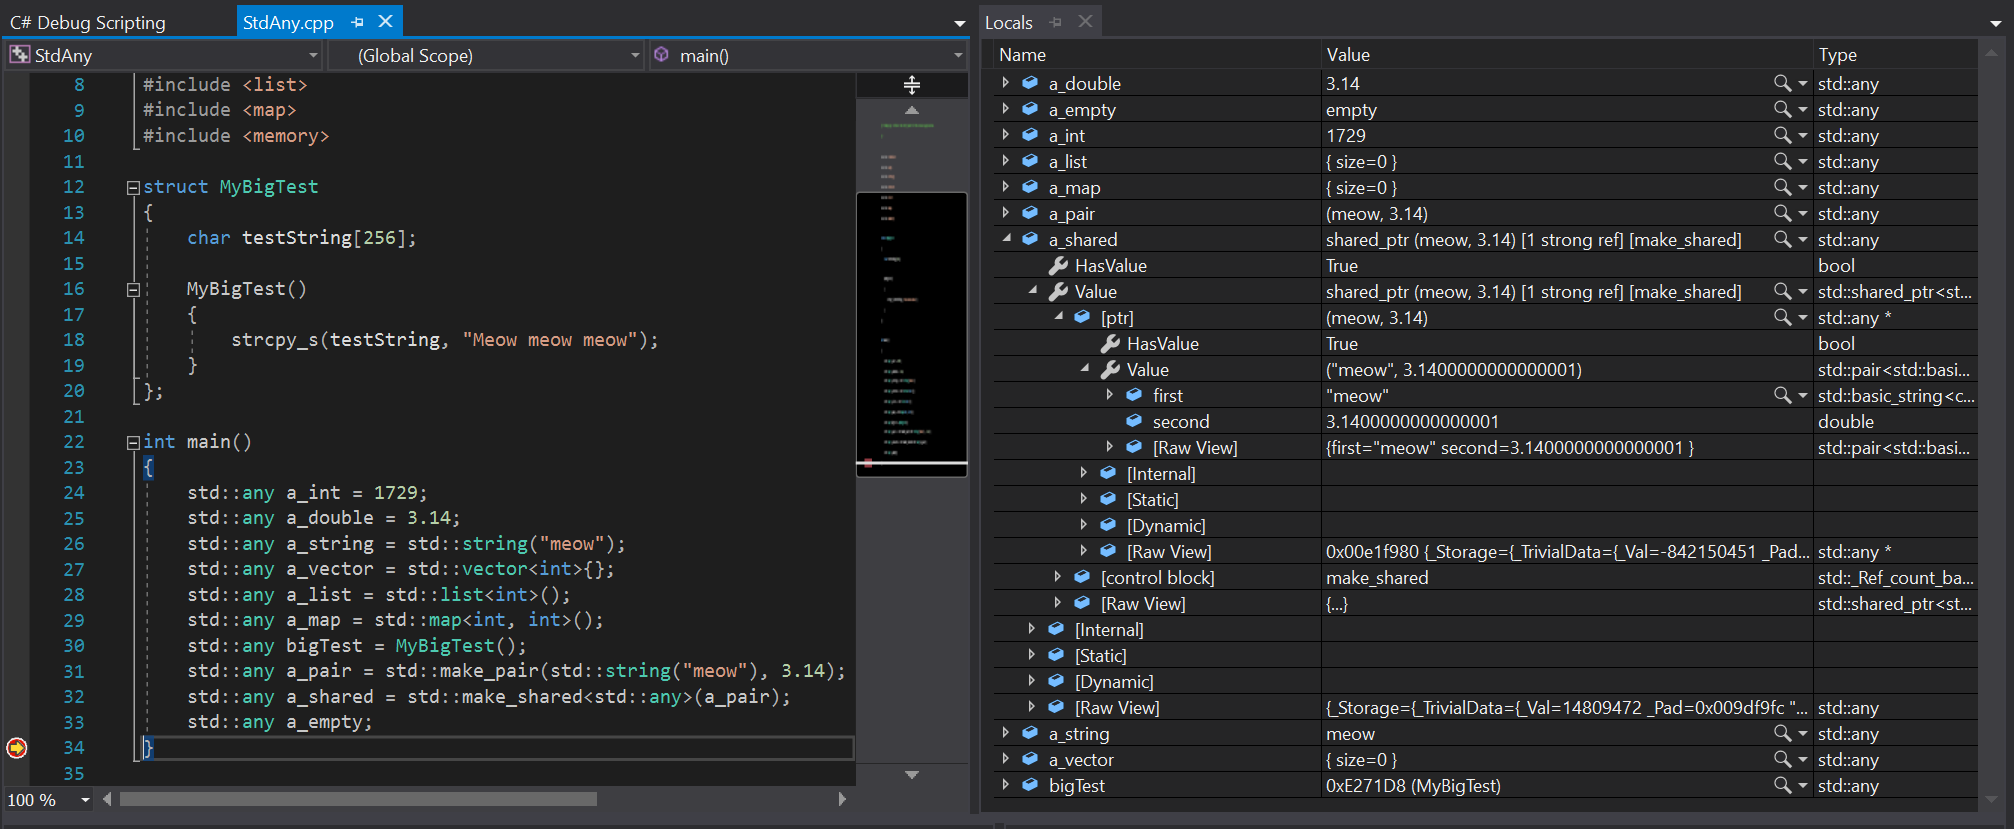 C# Debug Scripting
StdAny.cpp
StdAny
(Global Scope)
main()
8 #include <list>
9 #include <map>
10 #include <memory>
11
12 struct MyBigTest
13 {
14 char testString[256];
15
16 MyBigTest()
17 {
18 strcpy_s(testString, "Meow meow meow");
19 }
20 };
21
22 int main()
23 {
24 std::any a_int = 1729;
25 std::any a_double = 3.14;
26 std::any a_string = std::string("meow");
27 std::any a_vector = std::vector<int>{};
28 std::any a_list = std::list<int>();
29 std::any a_map = std::map<int, int>();
30 std::any bigTest = MyBigTest();
31 std::any a_pair = std::make_pair(std::string("meow"), 3.14);
32 std::any a_shared = std::make_shared<std::any>(a_pair);
33 std::any a_empty;
34 }
35
100 %
Locals
Name Value Type
a_double 3.14 std::any
a_empty empty std::any
a_int 1729 std::any
a_list { size=0 } std::any
a_map { size=0 } std::any
a_pair (meow, 3.14) std::any
a_shared shared_ptr (meow, 3.14) [1 strong ref] [make_shared] std::any
HasValue True bool
Value shared_ptr (meow, 3.14) [1 strong ref] [make_shared] std::shared_ptr<st...
[ptr] (meow, 3.14) std::any *
HasValue True bool
Value ("meow", 3.1400000000000001) std::pair<std::basi...
first "meow" std::basic_string<c...
second 3.1400000000000001 double
[Raw View] {first="meow" second=3.1400000000000001 } std::pair<std::basi...
[Internal]
[Static]
[Dynamic]
[Raw View] 0x00e1f980 {_Storage={_TrivialData={_Val=-842150451 _Pad... std::any *
[control block] make_shared std::_Ref_count_ba...
[Raw View] {...} std::shared_ptr<st...
[Internal]
[Static]
[Dynamic]
[Raw View] {_Storage={_TrivialData={_Val=14809472 _Pad=0x009df9fc "... std::any
a_string meow std::any
a_vector { size=0 } std::any
bigTest 0xE271D8 (MyBigTest) std::any